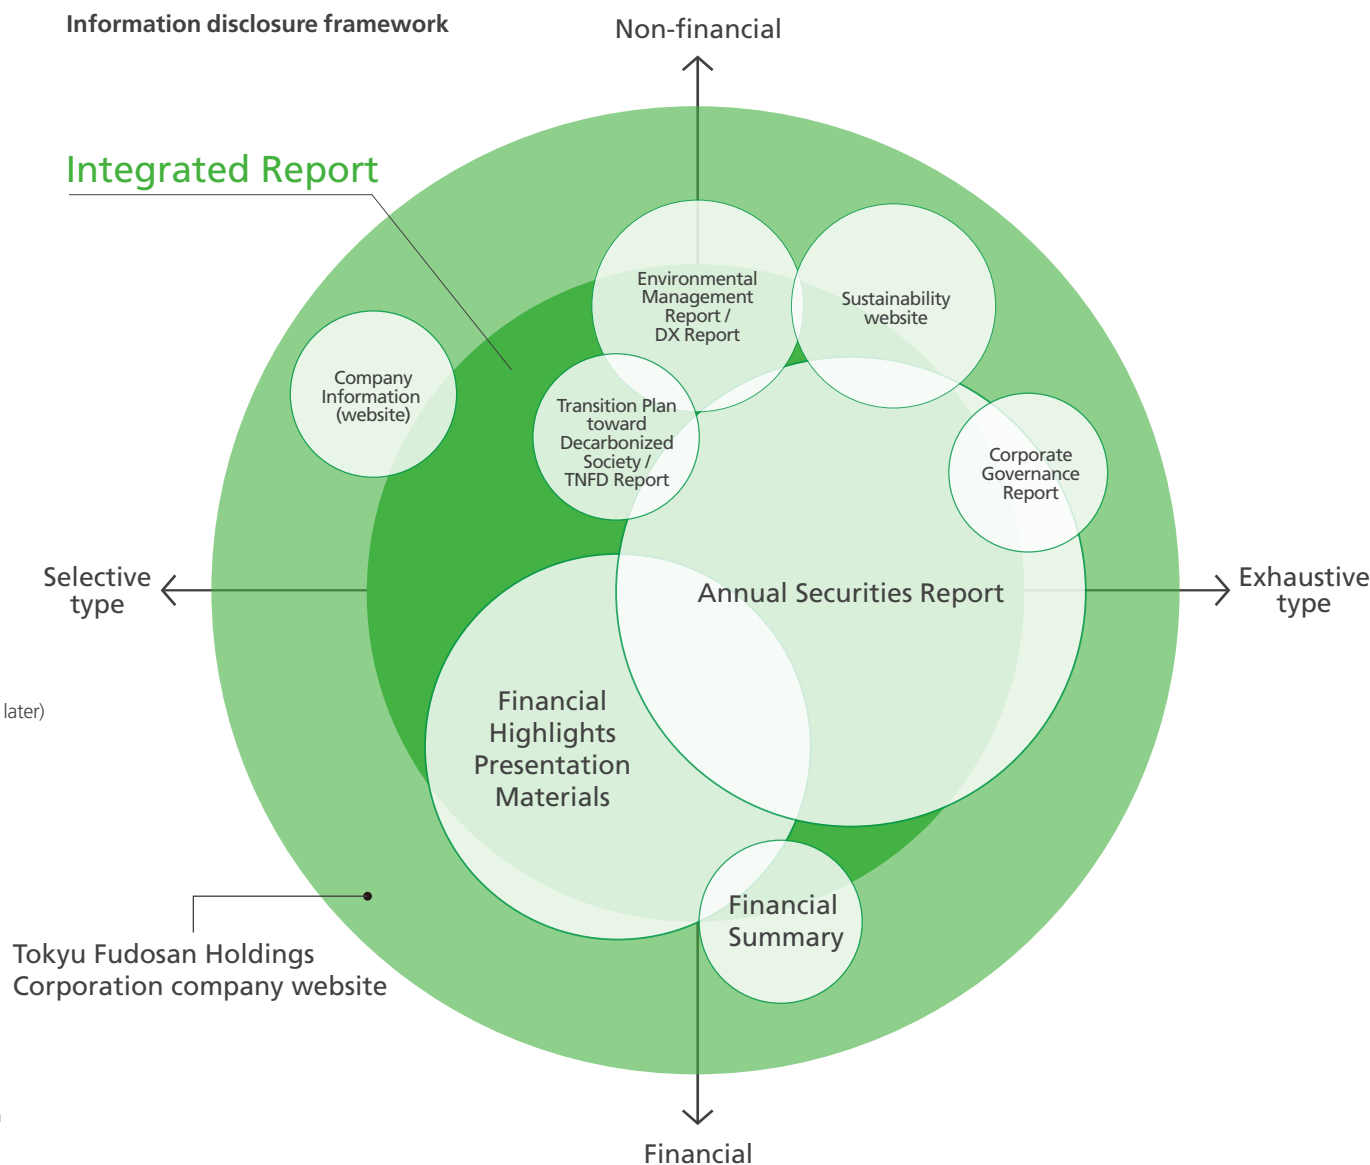 Information disclosure framework
Non-financial
Integrated Report
Environmental
Management
Report /
DX Report
Sustainability
website
Company
Information
(website)
Transition Plan
toward
Decarbonized
Society /
TNFD Report
Corporate
Governance
Report
Selective
type
Annual Securities Report
Exhaustive
type
later)
Financial
Highlights
Presentation
Materials
Financial
Summary
Tokyu Fudosan Holdings
Corporation company website
Financial